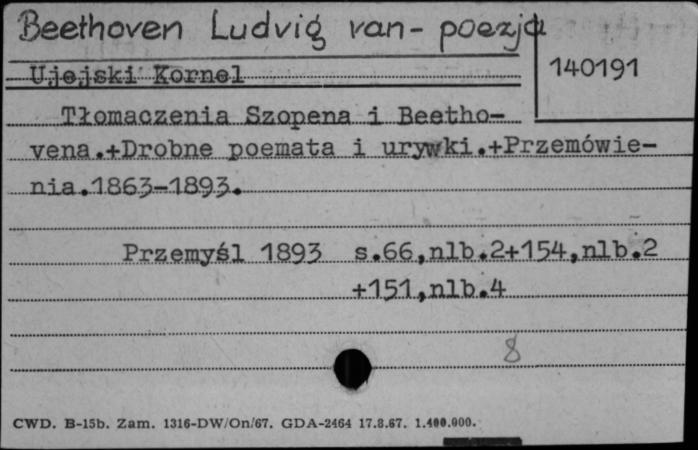 Beethoven Ludvig van - poezja
140191
Ujejski Kornel
Tłomaczenia Szopena i Beetho-
vena.+Drobne poemata i urywki.+Przemówie-
nia.1863-1893.
Przemyśl 1893 s.66,nlb.2+154,nlb.2
+151,nlb.4
8
CWD. B-15b. Zam. 1316-DW/On/67. GDA-2464 17.8.67. 1.400.000.